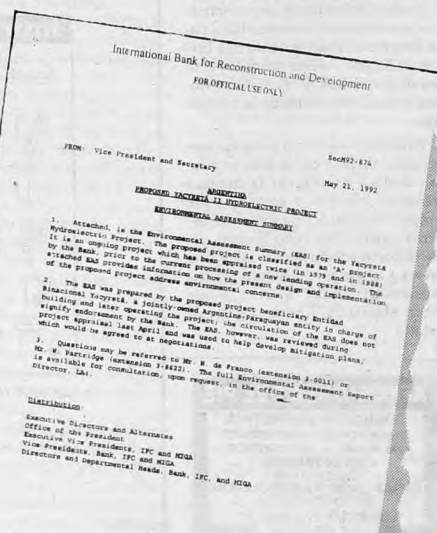 International Bank for Reconstruction and Development
FOR OFFICIAL USE ONLY
FROM: Vice President and Secretary
SecM92-676
May 21, 1992
ARGENTINA
PROPOSED YACYRETÁ II HYDROELECTRIC PROJECT
ENVIRONMENTAL ASSESSMENT SUMMARY
1. Attached, is the Environmental Assessment Summary (EAS) for the Yacyretá
Hydroelectric Project. The proposed project is classified as an "A" project.
It is an ongoing project which has been appraised twice (in 1979 and in 1988)
by the Bank, prior to the current processing of a new lending operation. The
attached EAS provides information on how the present design and implementation
of the proposed project address environmental concerns.
2. The EAS was prepared by the proposed project beneficiary Entidad
Binacional Yacyretá, a jointly-owned Argentine-Paraguayan entity in charge of
building and later operating the project; the circulation of the EAS does not
signify endorsement by the Bank. The EAS, however, was reviewed during
project appraisal last April and was used to help develop mitigation plans,
which would be agreed to at negotiations.
3. Questions may be referred to Mr. W. de Franco (extension 3-0011) or
Mr. W. Partridge (extension 3-8622). The full Environmental Assessment Report
is available for consultation, upon request, in the office of the
Director, LA4.
Distribution:
Executive Directors and Alternates
Office of the President
Executive Vice Presidents, IFC and MIGA
Vice Presidents, Bank, IFC and MIGA
Directors and Departmental Heads, Bank, IFC, and MIGA